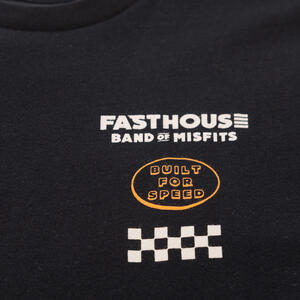 FASTHOUSE
BAND OF MISFITS
BUILT
FOR
SPEED